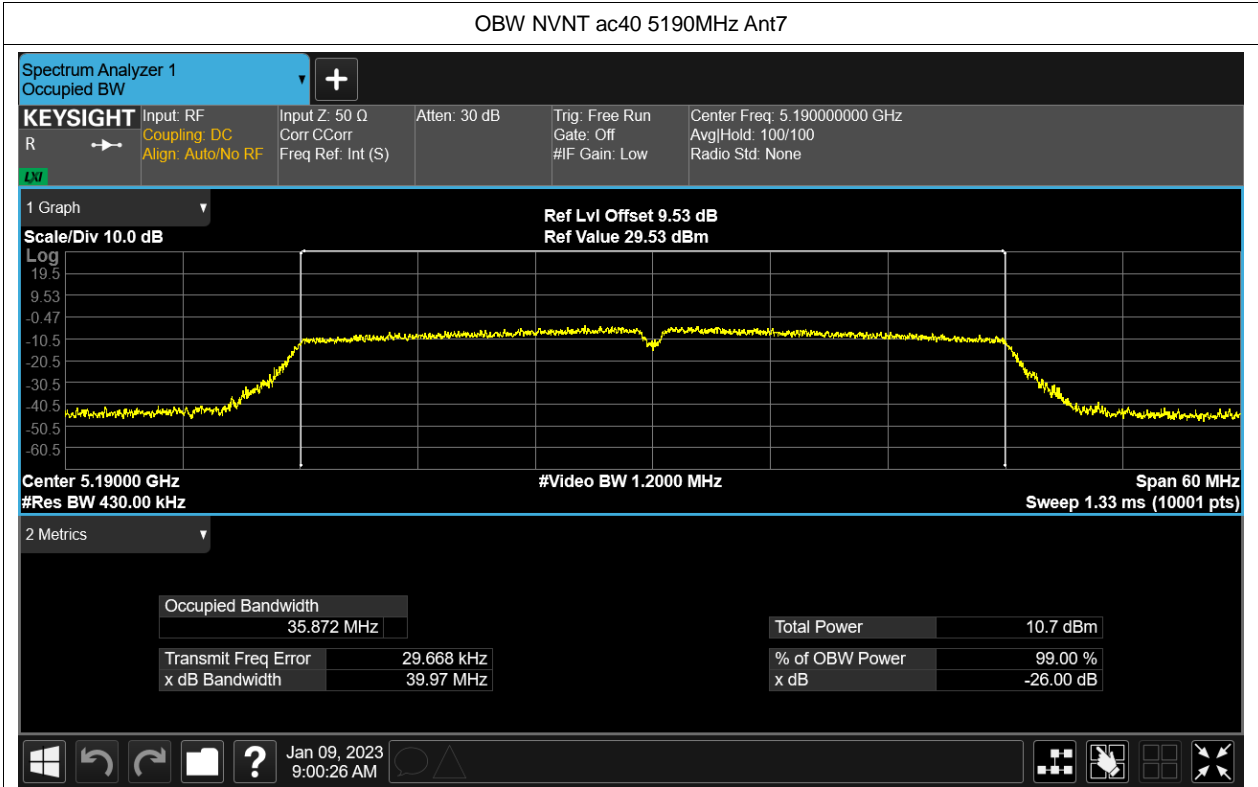 OBW NVNT ac40 5190MHz Ant7
Spectrum Analyzer 1
Occupied BW
▼
+
KEYSIGHT
R
LXI
Input: RF
Coupling: DC
Align: Auto/No RF
Input Z: 50 Ω
Corr CCorr
Freq Ref: Int (S)
Atten: 30 dB
Trig: Free Run
Gate: Off
#IF Gain: Low
Center Freq: 5.190000000 GHz
Avg|Hold: 100/100
Radio Std: None
1 Graph ▼
Scale/Div 10.0 dB
Ref Lvl Offset 9.53 dB
Ref Value 29.53 dBm
Log
19.5
9.53
-0.47
-10.5
-20.5
-30.5
-40.5
-50.5
-60.5
Center 5.19000 GHz
#Video BW 1.2000 MHz
Span 60 MHz
#Res BW 430.00 kHz
Sweep 1.33 ms (10001 pts)
2 Metrics ▼
Occupied Bandwidth
35.872 MHz
Transmit Freq Error 29.668 kHz
x dB Bandwidth 39.97 MHz
Total Power 10.7 dBm
% of OBW Power 99.00 %
x dB -26.00 dB
?
Jan 09, 2023
9:00:26 AM